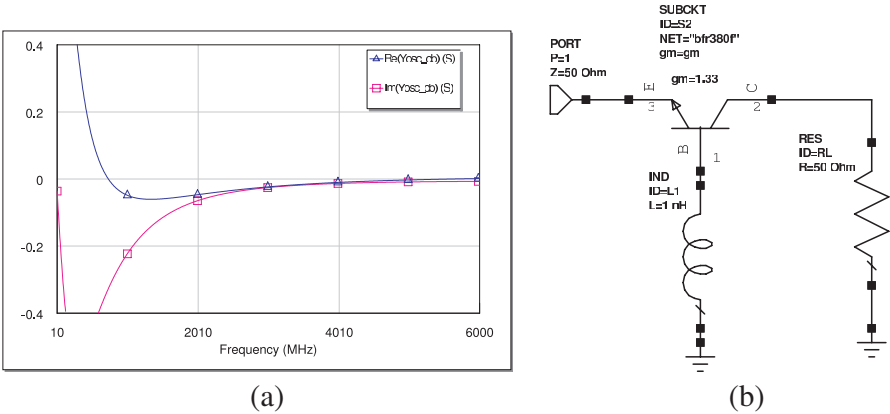 0.4
0.2
0
-0.2
-0.4
10
2010
4010
6000
Frequency (MHz)
Re(Yosc_cb) (S)
Im(Yosc_cb) (S)
(a)
PORT
P=1
Z=50 Ohm
SUBCKT
ID=S2
NET="bfr380f"
gm=gm
gm=1.33
E
3
C
2
B
1
IND
ID=L1
L=1 nH
RES
ID=RL
R=50 Ohm
(b)